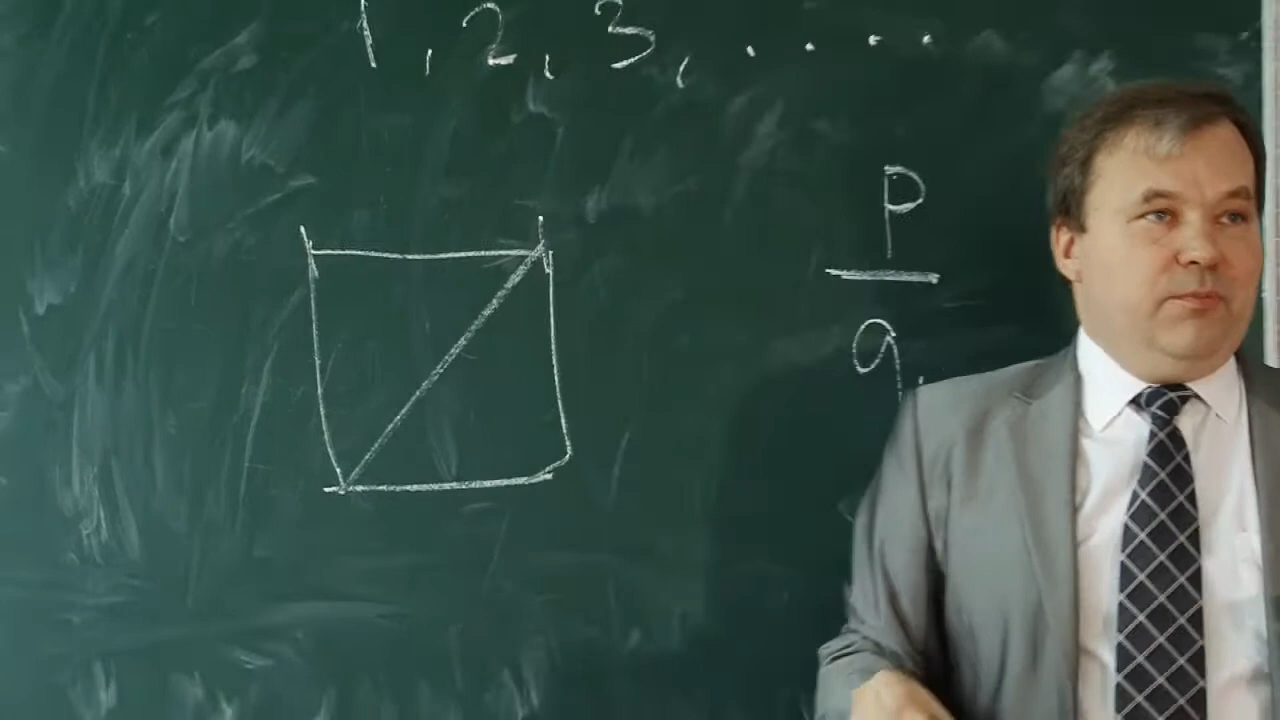 1, 2, 3, ....
p
q